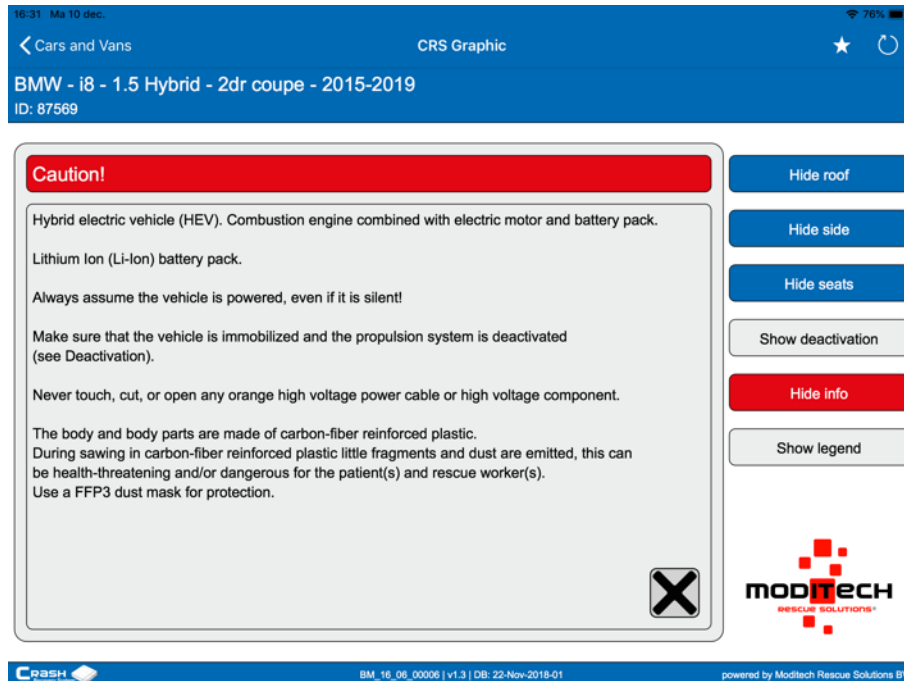 16:31 Ma 10 dec.
76%
Cars and Vans
CRS Graphic
BMW - i8 - 1.5 Hybrid - 2dr coupe - 2015-2019
ID: 87569
Caution!
Hybrid electric vehicle (HEV). Combustion engine combined with electric motor and battery pack.
Lithium Ion (Li-Ion) battery pack.
Always assume the vehicle is powered, even if it is silent!
Make sure that the vehicle is immobilized and the propulsion system is deactivated
(see Deactivation).
Never touch, cut, or open any orange high voltage power cable or high voltage component.
The body and body parts are made of carbon-fiber reinforced plastic.
During sawing in carbon-fiber reinforced plastic little fragments and dust are emitted, this can
be health-threatening and/or dangerous for the patient(s) and rescue worker(s).
Use a FFP3 dust mask for protection.
Hide roof
Hide side
Hide seats
Show deactivation
Hide info
Show legend
MODITECH
RESCUE SOLUTIONS
CRASH
BM_16_06_00006 | v1.3 | DB: 22-Nov-2018-01
powered by Moditech Rescue Solutions BV